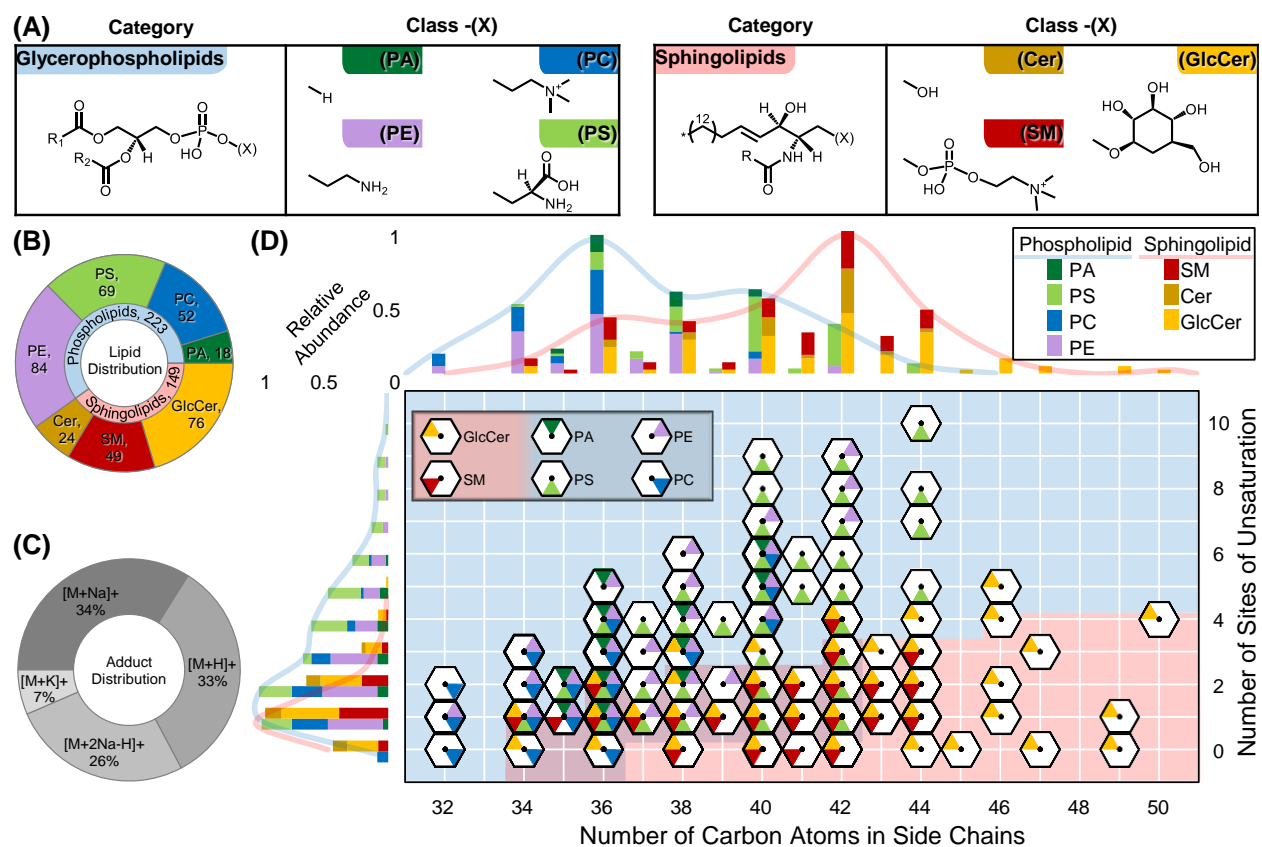 (A)
Category
Class -(X)
Category
Class -(X)
Glycerophospholipids
(PA)
(PC)
Sphingolipids
(Cer)
(GlcCer)
H
N+
OH
HO
OH
OH
O
OH
(PE)
(PS)
(SM)
O
R1
O
O
P
O
(X)
HO
H
R2
O
O
NH2
H
O
OH
NH2
*
12
H
OH
(X)
H
R
NH
O
O
O
P
O
HO
N+
(B)
PS,
69
PC,
52
PA, 18
PE,
84
GlcCer,
76
Cer,
24
SM,
49
Phospholipids, 223
Sphingolipids, 149
Lipid
Distribution
(C)
[M+Na]+
34%
[M+H]+
33%
[M+K]+
7%
[M+2Na-H]+
26%
Adduct
Distribution
(D)
1
0.5
Relative
Abundance
1
0.5
0
Phospholipid
Sphingolipid
PA
SM
PS
Cer
PC
GlcCer
PE
GlcCer
PA
PE
SM
PS
PC
10
8
6
4
2
0
Number of Sites of Unsaturation
32
34
36
38
40
42
44
46
48
50
Number of Carbon Atoms in Side Chains